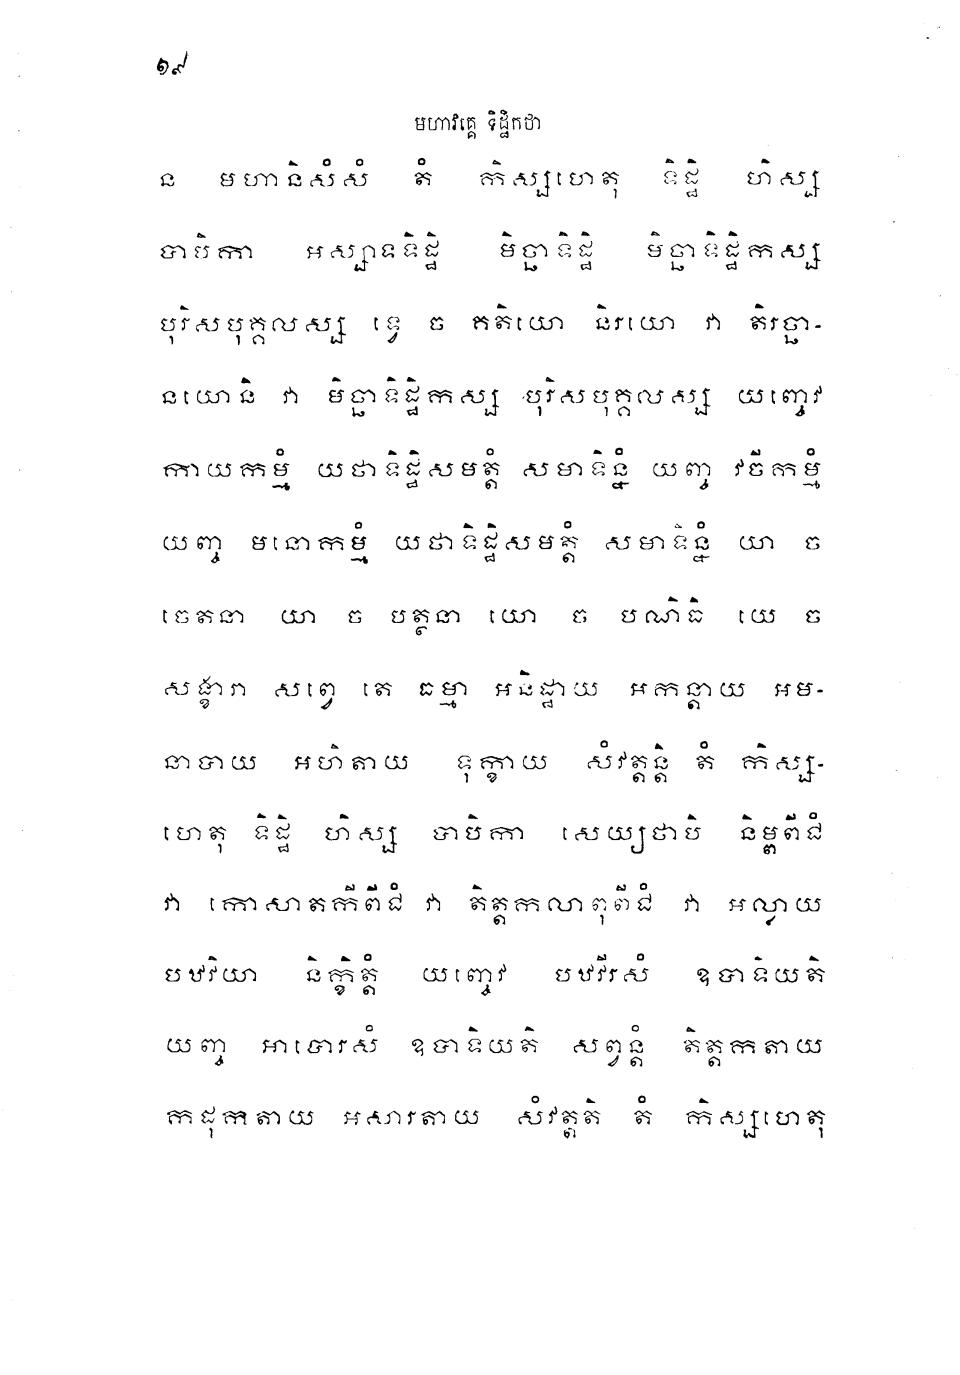 ១៩
មហាវគ្គេ ទិដ្ឋិកថា
ន មហានិសំសំ តំ កិស្សហេតុ ទិដ្ឋិ ហិស្ស
បាបិកា អស្សាទទិដ្ឋិ មិច្ឆាទិដ្ឋិ មិច្ឆាទិដ្ឋិកស្ស
បុរិសបុគ្គលស្ស ទ្វេ ច គតិយោ និរយោ វា តិរច្ឆា-
នយោនិ វា មិច្ឆាទិដ្ឋិកស្ស បុរិសបុគ្គលស្ស យញ្ចេវ
កាយកម្មំ យថាទិដ្ឋិសមត្តំ សមាទិន្នំ យញ្ច វចីកម្មំ
យញ្ច មនោកម្មំ យថាទិដ្ឋិសមត្តំ សមាទិន្នំ យា ច
ចេតនា យា ច បត្ថនា យោ ច បណិធិ យេ ច
សង្ខារា សព្វេ តេ ធម្មា អនិដ្ឋាយ អកន្តាយ អម-
នាបាយ អហិតាយ ទុក្ខាយ សំវត្តន្តិ តំ កិស្ស-
ហេតុ ទិដ្ឋិ ហិស្ស បាបិកា សេយ្យថាបិ និម្ពពីជំ
វា កោសាតកីពីជំ វា តិត្តកលាពុពីជំ វា អល្លាយ
បឋវិយា និក្ខិត្តំ យញ្ចេវ បឋវីរសំ ឧបាទិយតិ
យញ្ច អាបោរសំ ឧបាទិយតិ សព្វន្តំ តិត្តកតាយ
កដុកតាយ អសារតាយ សំវត្តតិ តំ កិស្សហេតុ